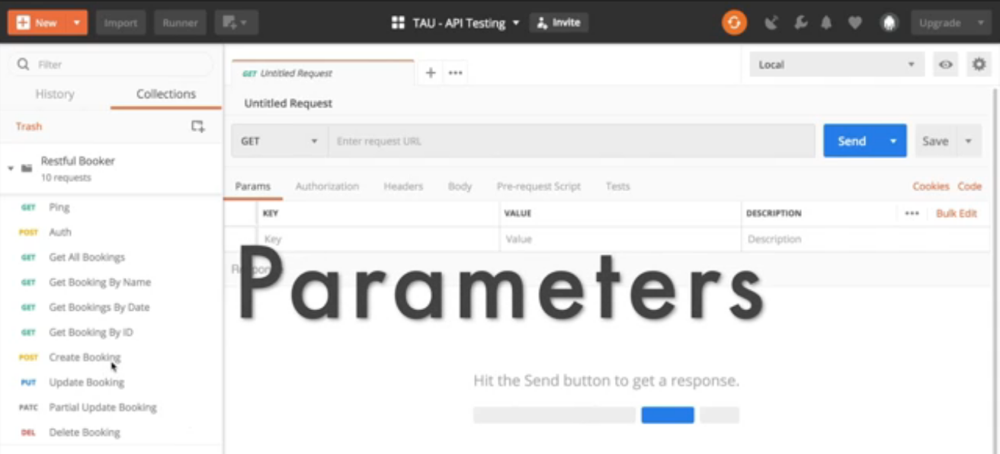 New Import Runner TAU - API Testing Invite Upgrade
Filter
History Collections
Trash
Restful Booker
10 requests
GET Ping
POST Auth
GET Get All Bookings
GET Get Booking By Name
GET Get Bookings By Date
GET Get Booking By ID
POST Create Booking
PUT Update Booking
PATC Partial Update Booking
DEL Delete Booking
GET Untitled Request
Local
Untitled Request
GET Enter request URL Send Save
Params Authorization Headers Body Pre-request Script Tests Cookies Code
KEY VALUE DESCRIPTION Bulk Edit
Key Value Description
Parameters
Hit the Send button to get a response.